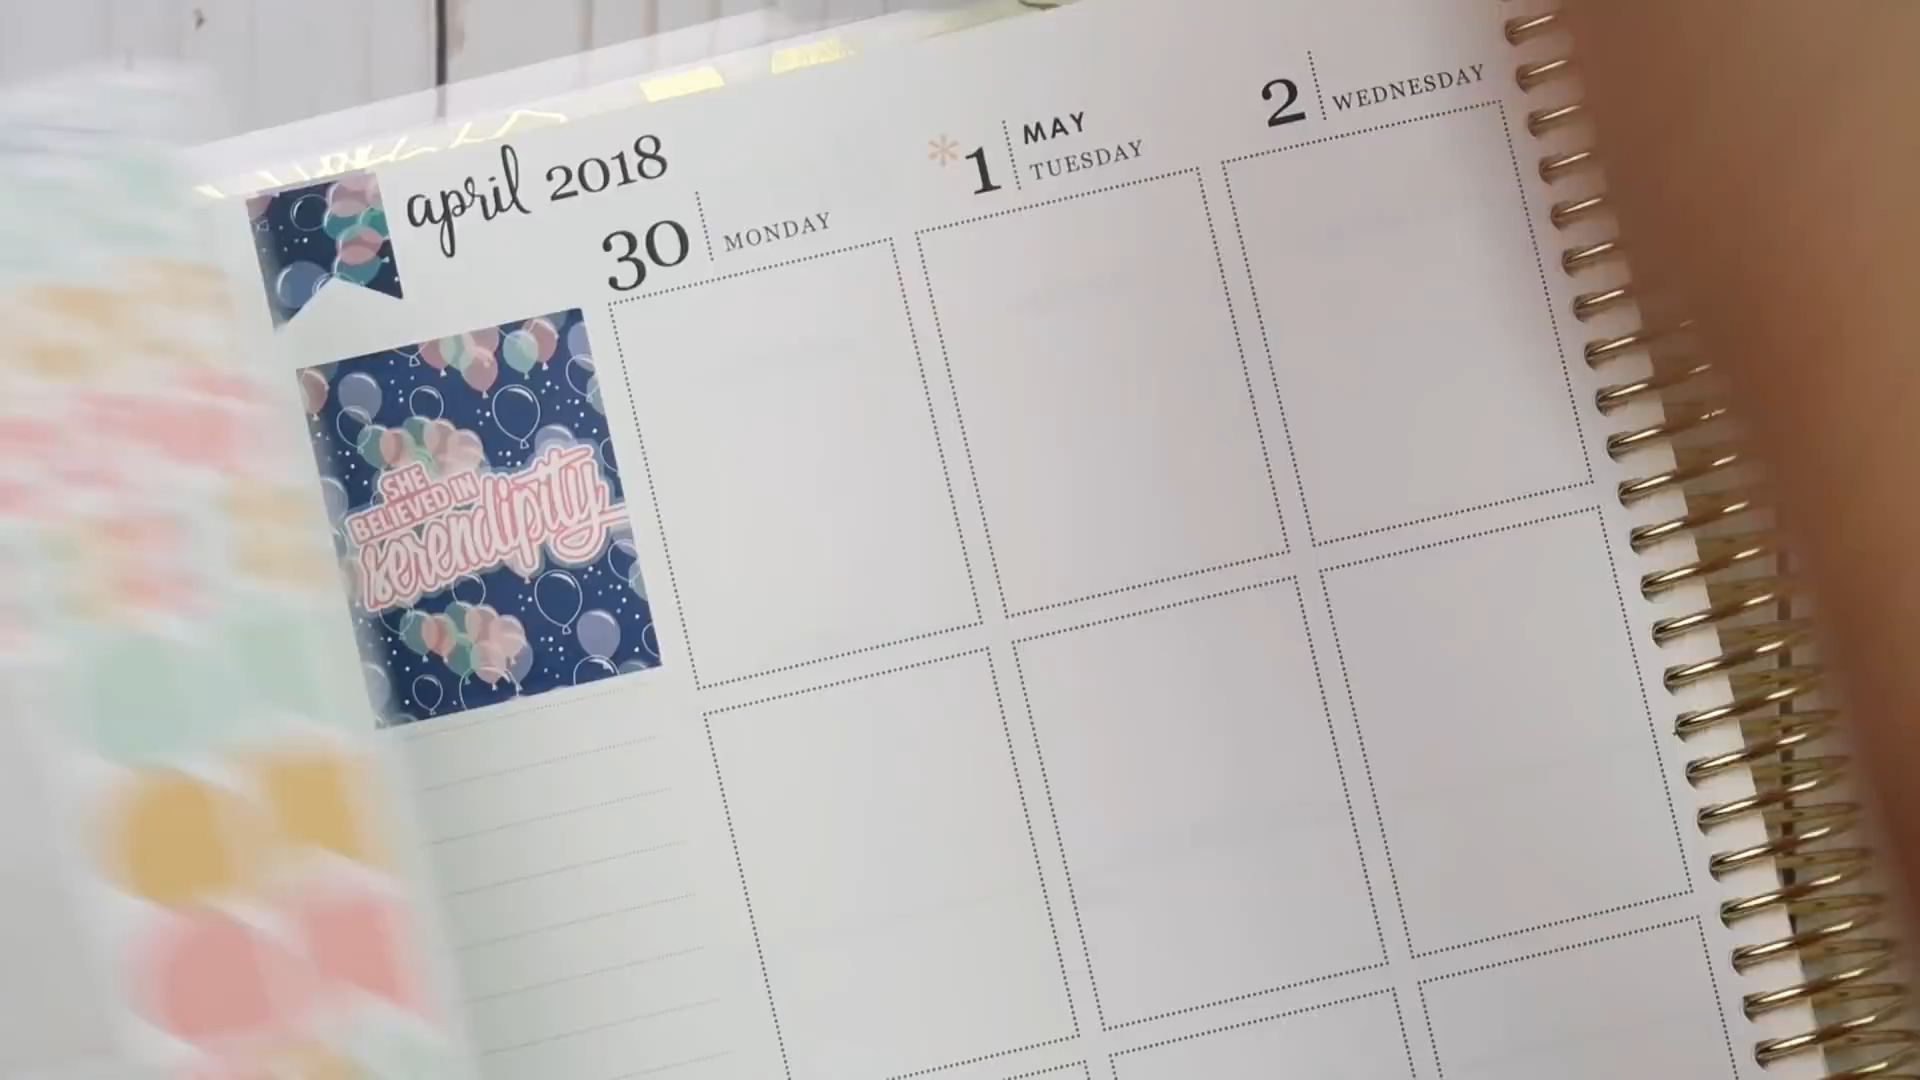 april 2018
30 MONDAY
*1 MAY
TUESDAY
2 WEDNESDAY
SHE
BELIEVED IN
serendipity